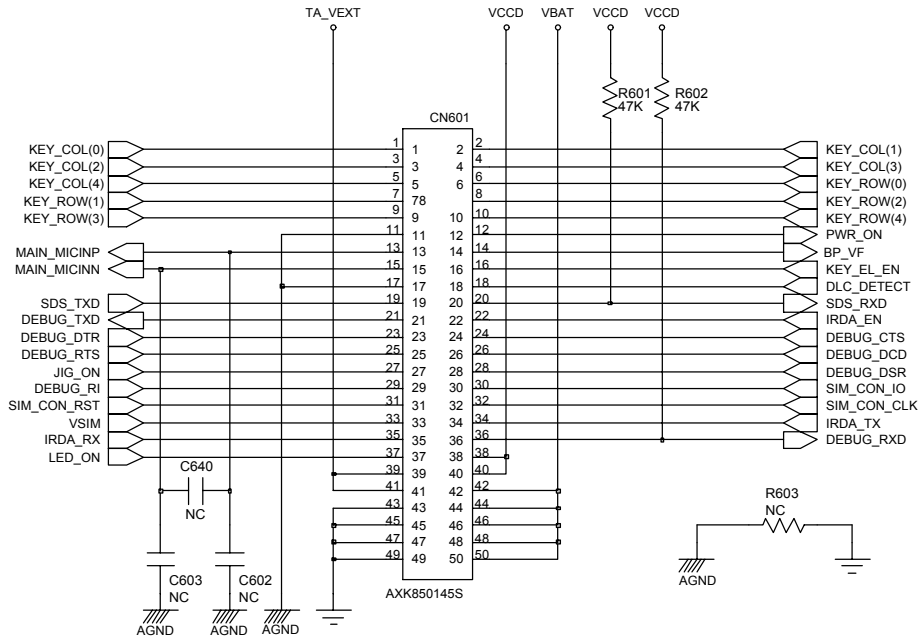 TA_VEXT VCCD VBAT VCCD VCCD
R601 R602
47K 47K
CN601
KEY_COL(0) 1 1 2 2 KEY_COL(1)
KEY_COL(2) 3 3 4 4 KEY_COL(3)
KEY_COL(4) 5 5 6 6 KEY_ROW(0)
KEY_ROW(1) 7 78 8 KEY_ROW(2)
KEY_ROW(3) 9 9 10 10 KEY_ROW(4)
11 11 12 12 PWR_ON
MAIN_MICINP 13 13 14 14 BP_VF
MAIN_MICINN 15 15 16 16 KEY_EL_EN
17 17 18 18 DLC_DETECT
SDS_TXD 19 19 20 20 SDS_RXD
DEBUG_TXD 21 21 22 22 IRDA_EN
DEBUG_DTR 23 23 24 24 DEBUG_CTS
DEBUG_RTS 25 25 26 26 DEBUG_DCD
JIG_ON 27 27 28 28 DEBUG_DSR
DEBUG_RI 29 29 30 30 SIM_CON_IO
SIM_CON_RST 31 31 32 32 SIM_CON_CLK
VSIM 33 33 34 34 IRDA_TX
IRDA_RX 35 35 36 36 DEBUG_RXD
LED_ON 37 37 38 38
39 39 40 40
41 41 42 42
43 43 44 44
45 45 46 46
47 47 48 48
49 49 50 50
AXK850145S
C640
NC
C603
NC
C602
NC
AGND AGND AGND
R603
NC
AGND